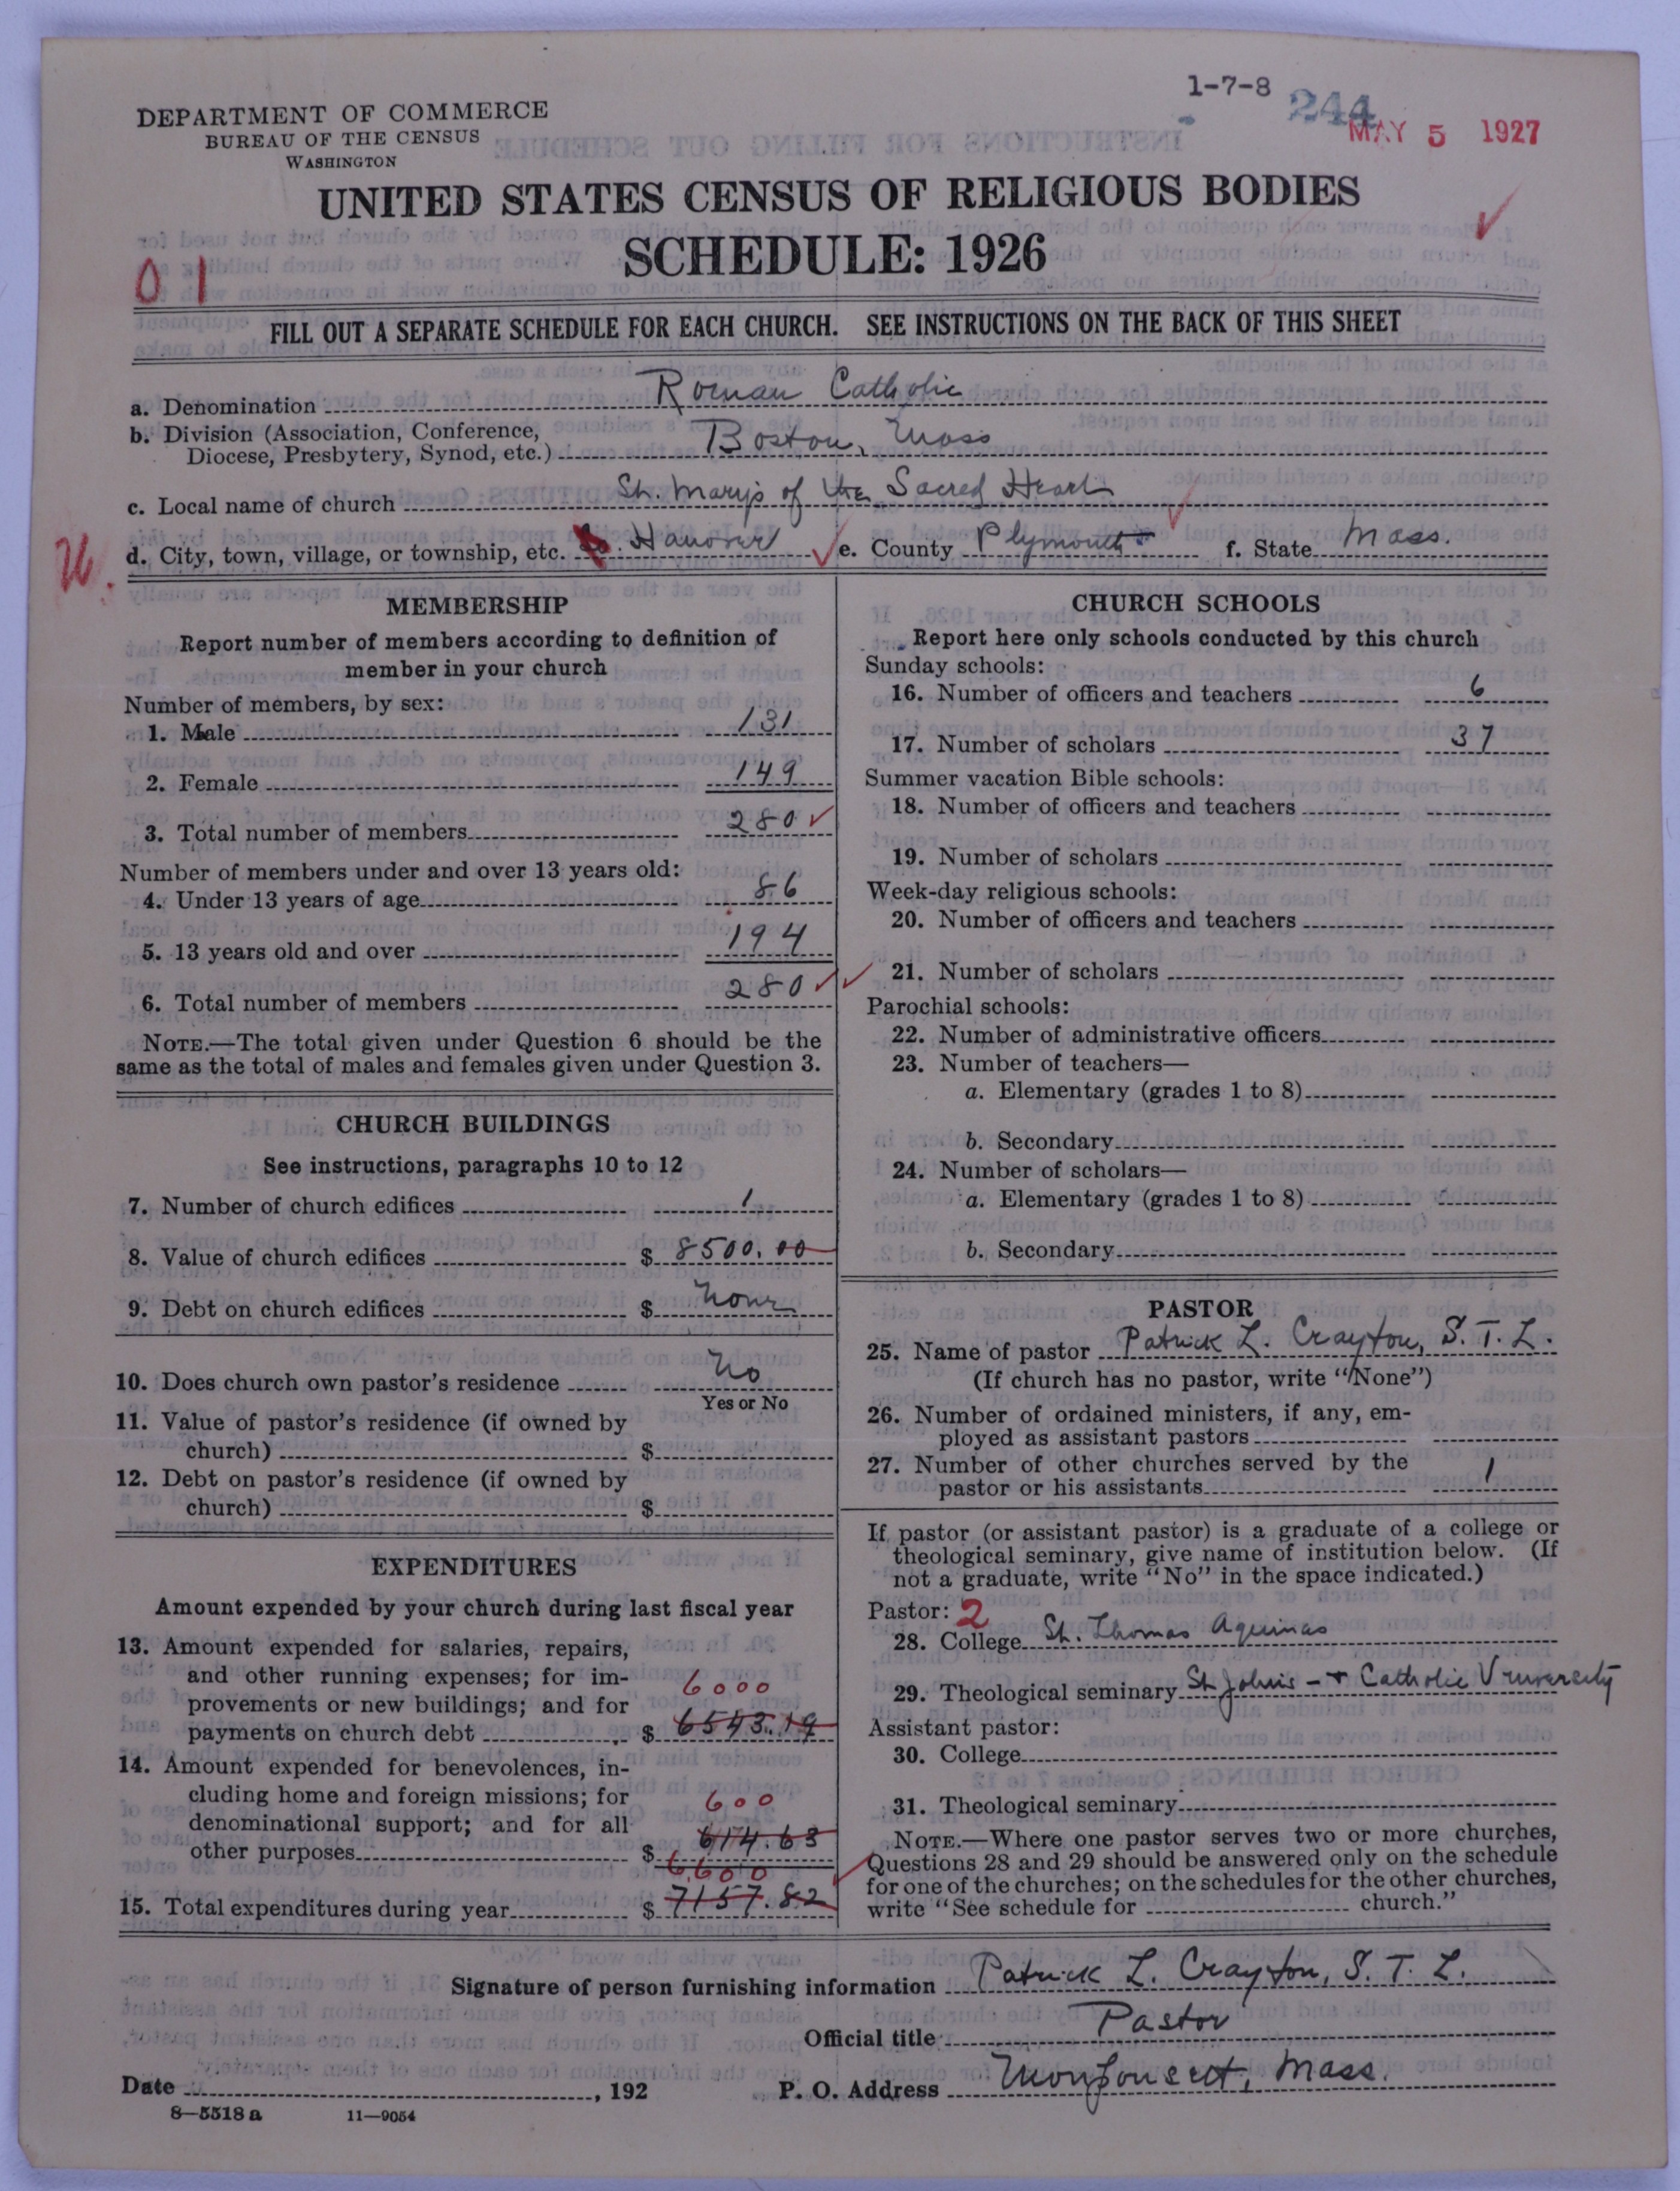 1-7-8
244
MAY 5 1927
DEPARTMENT OF COMMERCE
BUREAU OF THE CENSUS
WASHINGTON
UNITED STATES CENSUS OF RELIGIOUS BODIES
SCHEDULE: 1926
01
FILL OUT A SEPARATE SCHEDULE FOR EACH CHURCH. SEE INSTRUCTIONS ON THE BACK OF THIS SHEET
a. Denomination Roman Catholic
b. Division (Association, Conference,
Diocese, Presbytery, Synod, etc.) Boston, Mass
c. Local name of church St. Mary's of the Sacred Heart
d. City, town, village, or township, etc. Hanover e. County Plymouth f. State Mass.
MEMBERSHIP
Report number of members according to definition of
member in your church
Number of members, by sex:
1. Male 131
2. Female 149
3. Total number of members 280
Number of members under and over 13 years old:
4. Under 13 years of age 86
5. 13 years old and over 194
6. Total number of members 280
NOTE.—The total given under Question 6 should be the
same as the total of males and females given under Question 3.
CHURCH BUILDINGS
See instructions, paragraphs 10 to 12
7. Number of church edifices 1
8. Value of church edifices $ 8500.00
9. Debt on church edifices $ None
10. Does church own pastor's residence No
Yes or No
11. Value of pastor's residence (if owned by
church) $
12. Debt on pastor's residence (if owned by
church) $
EXPENDITURES
Amount expended by your church during last fiscal year
13. Amount expended for salaries, repairs,
and other running expenses; for im-
provements or new buildings; and for
6000
payments on church debt $ 6543.19
14. Amount expended for benevolences, in-
cluding home and foreign missions; for
600
denominational support; and for all
other purposes $ 614.63
6600
15. Total expenditures during year $ 7157.82
CHURCH SCHOOLS
Report here only schools conducted by this church
Sunday schools:
16. Number of officers and teachers 6
17. Number of scholars 37
Summer vacation Bible schools:
18. Number of officers and teachers
19. Number of scholars
Week-day religious schools:
20. Number of officers and teachers
21. Number of scholars
Parochial schools:
22. Number of administrative officers
23. Number of teachers—
a. Elementary (grades 1 to 8)
b. Secondary
24. Number of scholars—
a. Elementary (grades 1 to 8)
b. Secondary
PASTOR
25. Name of pastor Patrick L. Crayton, S. T. L.
(If church has no pastor, write "None")
26. Number of ordained ministers, if any, em-
ployed as assistant pastors
27. Number of other churches served by the
pastor or his assistants 1
If pastor (or assistant pastor) is a graduate of a college or
theological seminary, give name of institution below. (If
not a graduate, write "No" in the space indicated.)
Pastor: 2
28. College St. Thomas Aquinas
29. Theological seminary St John's - + Catholic University
Assistant pastor:
30. College
31. Theological seminary
NOTE.—Where one pastor serves two or more churches,
Questions 28 and 29 should be answered only on the schedule
for one of the churches; on the schedules for the other churches,
write "See schedule for church."
Signature of person furnishing information Patrick L. Crayton, S. T. L.
Official title Pastor
Date , 192 P. O. Address Monponsett, Mass.
8—5518 a 11—9054